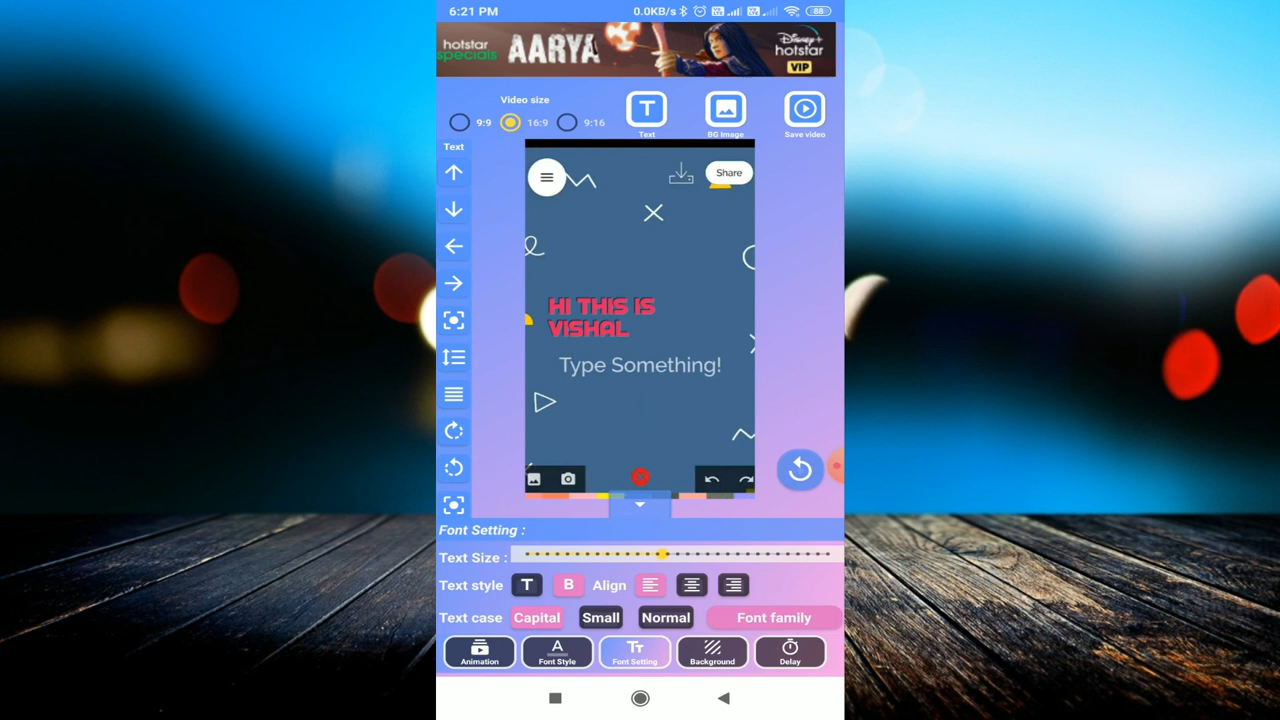 6:21 PM 0.0KB/s 88
hotstar
specials
AARYA
Disney+
hotstar
VIP
Video size
9:9 16:9 9:16
T
Text
BG Image
Save video
Text
Share
HI THIS IS
VISHAL
Type Something!
Font Setting :
Text Size :
Text style T B Align
Text case Capital Small Normal Font family
Animation Font Style Font Setting Background Delay